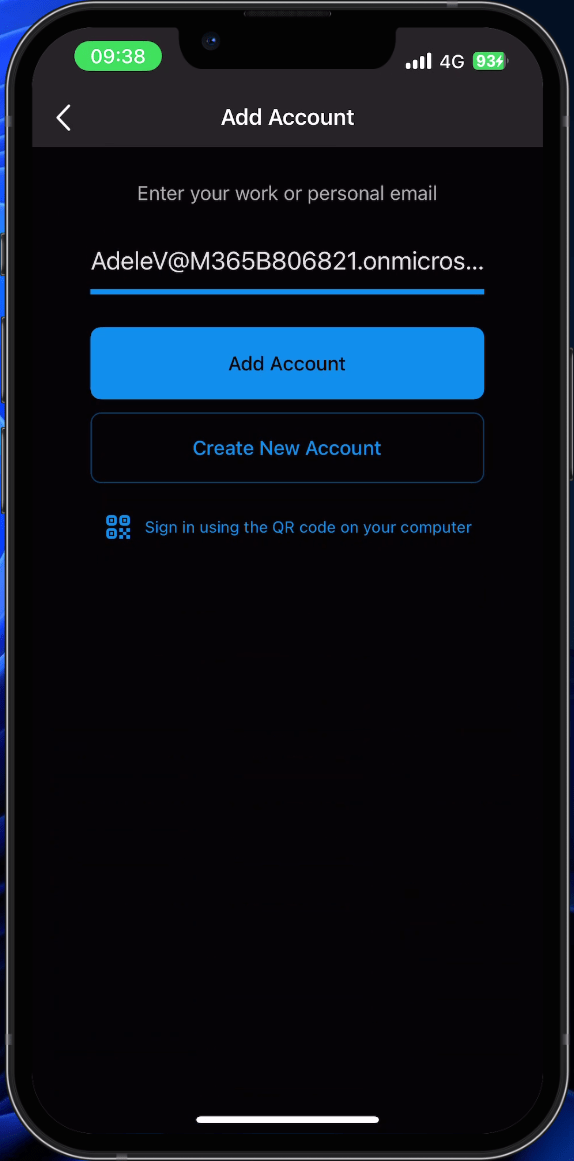 09:38
4G 93
Add Account
Enter your work or personal email
AdeleV@M365B806821.onmicros...
Add Account
Create New Account
Sign in using the QR code on your computer